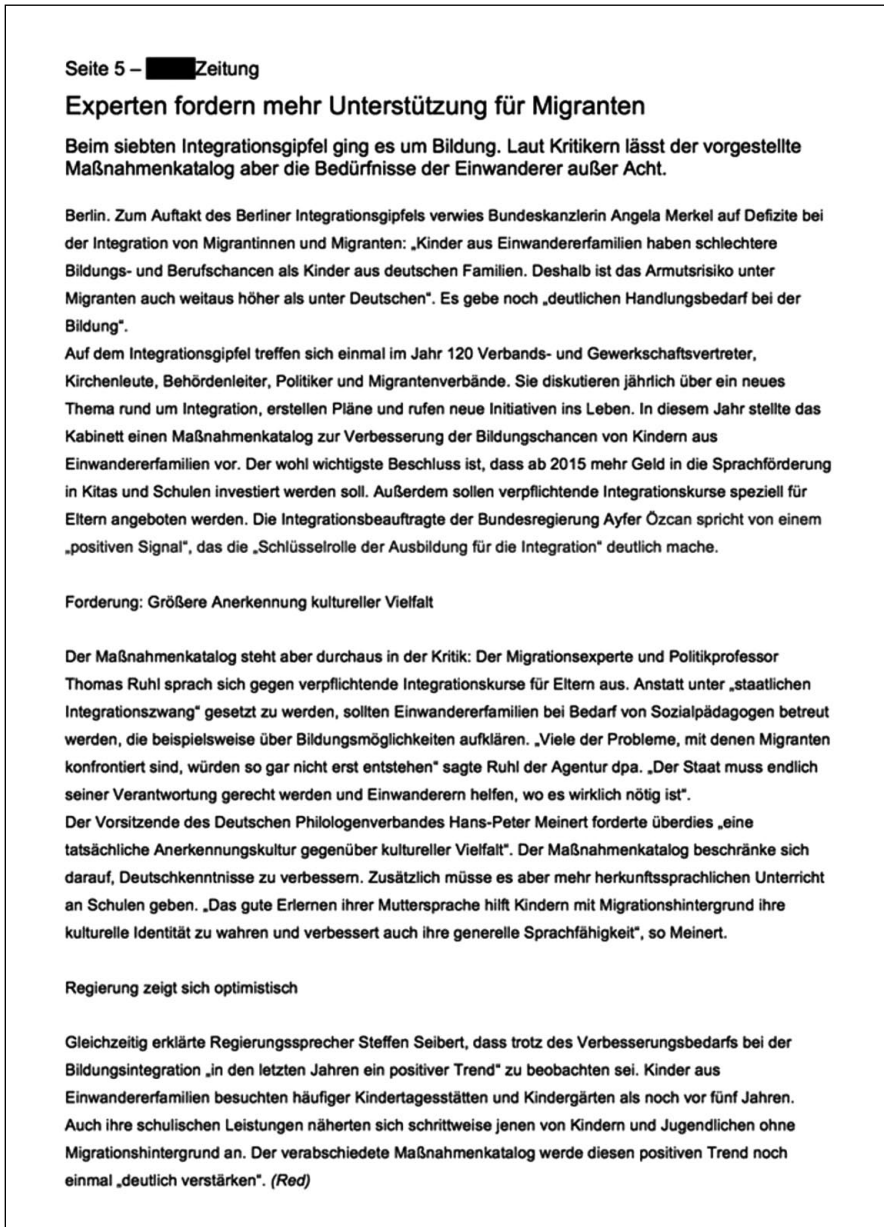 Seite 5 – Zeitung
Experten fordern mehr Unterstützung für Migranten
Beim siebten Integrationsgipfel ging es um Bildung. Laut Kritikern lässt der vorgestellte
Maßnahmenkatalog aber die Bedürfnisse der Einwanderer außer Acht.
Berlin. Zum Auftakt des Berliner Integrationsgipfels verwies Bundeskanzlerin Angela Merkel auf Defizite bei
der Integration von Migrantinnen und Migranten: „Kinder aus Einwandererfamilien haben schlechtere
Bildungs- und Berufschancen als Kinder aus deutschen Familien. Deshalb ist das Armutsrisiko unter
Migranten auch weitaus höher als unter Deutschen“. Es gebe noch „deutlichen Handlungsbedarf bei der
Bildung“.
Auf dem Integrationsgipfel treffen sich einmal im Jahr 120 Verbands- und Gewerkschaftsvertreter,
Kirchenleute, Behördenleiter, Politiker und Migrantenverbände. Sie diskutieren jährlich über ein neues
Thema rund um Integration, erstellen Pläne und rufen neue Initiativen ins Leben. In diesem Jahr stellte das
Kabinett einen Maßnahmenkatalog zur Verbesserung der Bildungschancen von Kindern aus
Einwandererfamilien vor. Der wohl wichtigste Beschluss ist, dass ab 2015 mehr Geld in die Sprachförderung
in Kitas und Schulen investiert werden soll. Außerdem sollen verpflichtende Integrationskurse speziell für
Eltern angeboten werden. Die Integrationsbeauftragte der Bundesregierung Ayfer Özcan spricht von einem
„positiven Signal“, das die „Schlüsselrolle der Ausbildung für die Integration“ deutlich mache.
Forderung: Größere Anerkennung kultureller Vielfalt
Der Maßnahmenkatalog steht aber durchaus in der Kritik: Der Migrationsexperte und Politikprofessor
Thomas Ruhl sprach sich gegen verpflichtende Integrationskurse für Eltern aus. Anstatt unter „staatlichen
Integrationszwang“ gesetzt zu werden, sollten Einwandererfamilien bei Bedarf von Sozialpädagogen betreut
werden, die beispielsweise über Bildungsmöglichkeiten aufklären. „Viele der Probleme, mit denen Migranten
konfrontiert sind, würden so gar nicht erst entstehen“ sagte Ruhl der Agentur dpa. „Der Staat muss endlich
seiner Verantwortung gerecht werden und Einwanderern helfen, wo es wirklich nötig ist“.
Der Vorsitzende des Deutschen Philologenverbandes Hans-Peter Meinert forderte überdies „eine
tatsächliche Anerkennungskultur gegenüber kultureller Vielfalt“. Der Maßnahmenkatalog beschränke sich
darauf, Deutschkenntnisse zu verbessern. Zusätzlich müsse es aber mehr herkunftssprachlichen Unterricht
an Schulen geben. „Das gute Erlernen ihrer Muttersprache hilft Kindern mit Migrationshintergrund ihre
kulturelle Identität zu wahren und verbessert auch ihre generelle Sprachfähigkeit“, so Meinert.
Regierung zeigt sich optimistisch
Gleichzeitig erklärte Regierungssprecher Steffen Seibert, dass trotz des Verbesserungsbedarfs bei der
Bildungsintegration „in den letzten Jahren ein positiver Trend“ zu beobachten sei. Kinder aus
Einwandererfamilien besuchten häufiger Kindertagesstätten und Kindergärten als noch vor fünf Jahren.
Auch ihre schulischen Leistungen näherten sich schrittweise jenen von Kindern und Jugendlichen ohne
Migrationshintergrund an. Der verabschiedete Maßnahmenkatalog werde diesen positiven Trend noch
einmal „deutlich verstärken“. (Red)